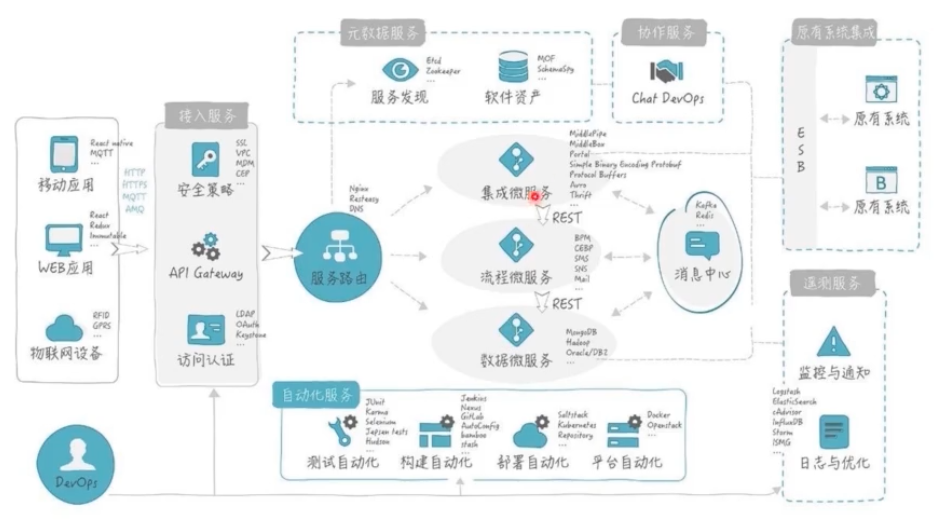 元数据服务
Etcd
Zookeeper
...
服务发现
MOF
SchemaSpy
...
软件资产
协作服务
Chat DevOps
原有系统集成
ESB
原有系统
原有系统
React native
MQTT
移动应用
React
Redux
Immutable
...
WEB应用
RFID
GPRS
...
物联网设备
HTTP
HTTPS
MQTT
AMQ
接入服务
SSL
VPC
MDM
CEP
...
安全策略
API Gateway
LDAP
OAuth
Keystone
...
访问认证
Nginx
Resteasy
DNS
...
服务路由
MiddlePipe
MiddleBox
Portal
Simple Binary Encoding Protobuf
Protocol Buffers
Avro
Thrift
...
集成微服务
REST
BPM
CEBP
SMS
SNS
Mail
...
流程微服务
REST
MongoDB
Hadoop
Oracle/DB2
...
数据微服务
Kafka
Redis
...
消息中心
遥测服务
监控与通知
Logstash
ElasticSearch
cAdvisor
InfluxDB
Storm
ISMG
...
日志与优化
自动化服务
JUnit
Karma
Selenium
Jepsen tests
Hudson
...
测试自动化
Jenkins
Nexus
GitLab
AutoConfig
bamboo
stash
...
构建自动化
Saltstack
Kubernetes
Repository
...
部署自动化
Docker
Openstack
...
平台自动化
DevOps